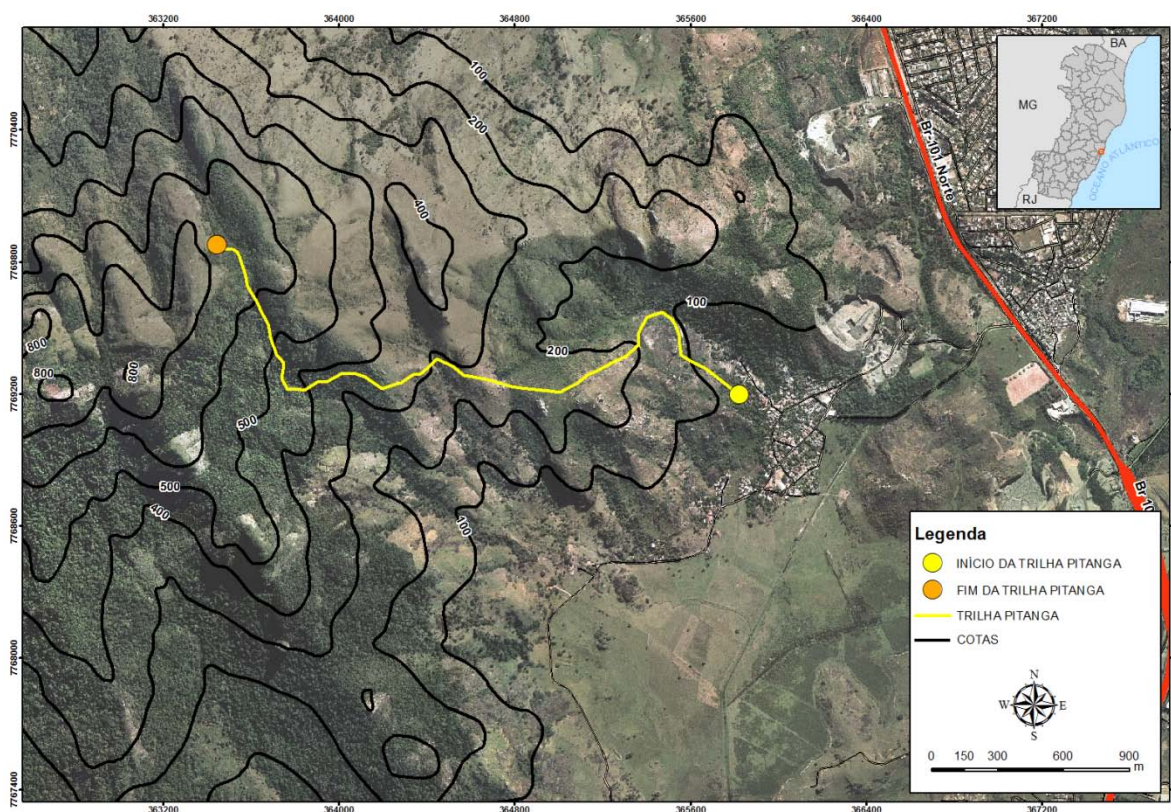 363200 364000 364800 365600 366400 367200
7770400
7769800
7769200
7768600
7768000
7767400
100
200
400
100
200
800
800
800
500
500
400
100
Br-101 Norte
Br 10
BA
MG
RJ
OCEANO ATLÂNTICO
Legenda
INÍCIO DA TRILHA PITANGA
FIM DA TRILHA PITANGA
TRILHA PITANGA
COTAS
N
W E
S
0 150 300 600 900
m
363200 364000 364800 365600 366400 367200